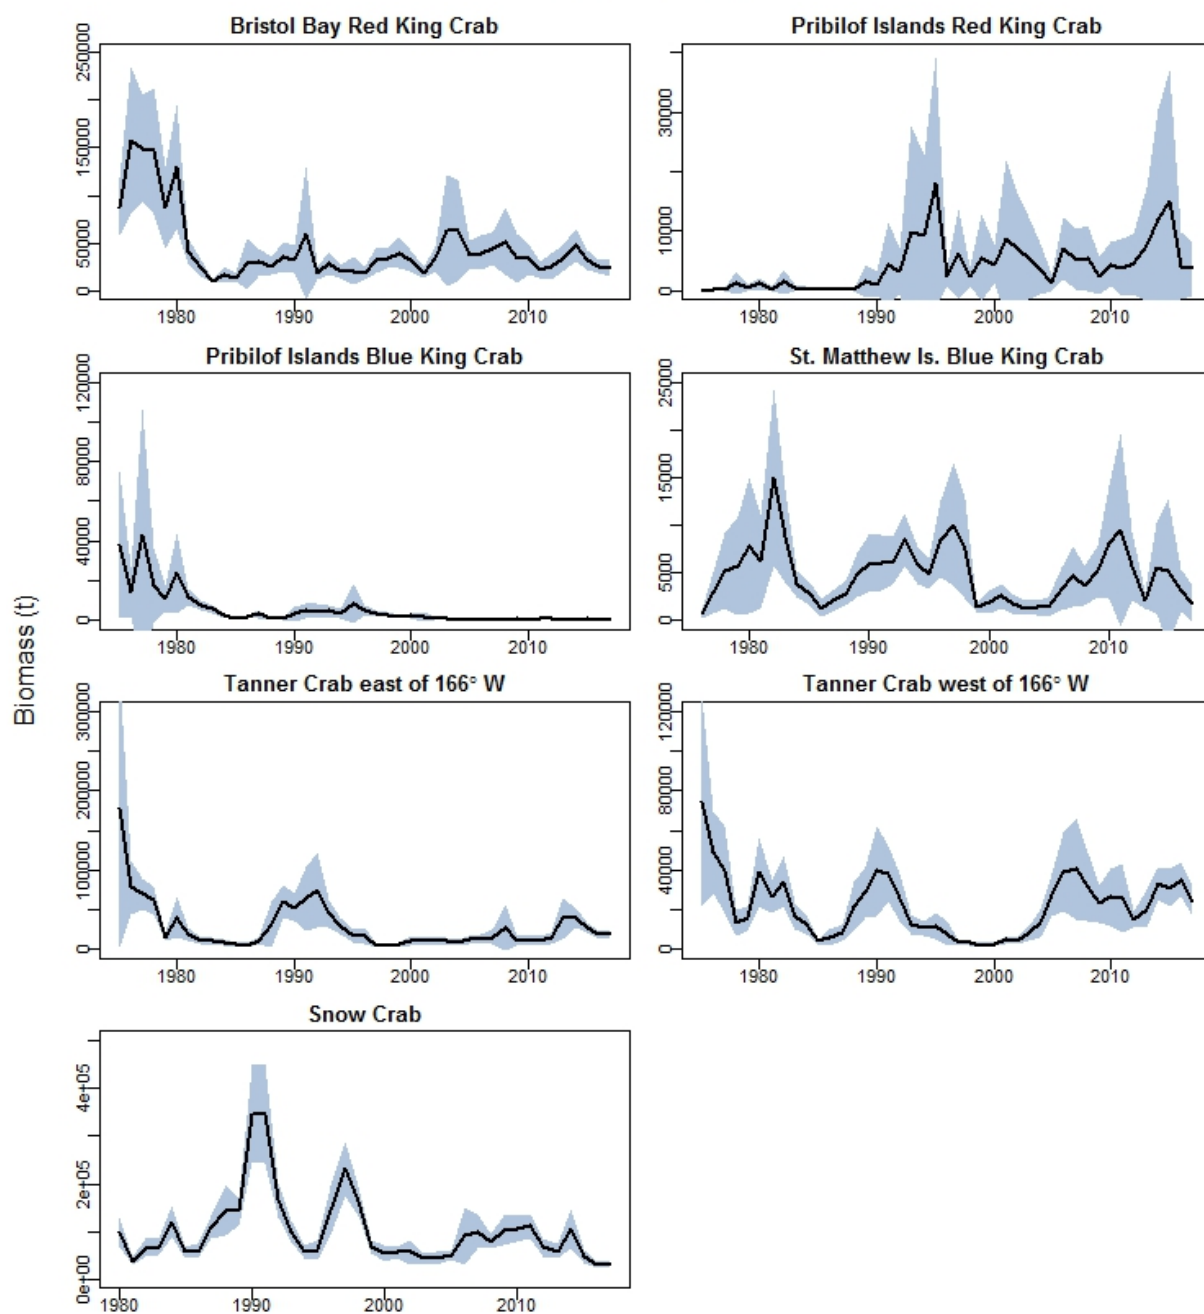 Bristol Bay Red King Crab
250000
150000
50000
0
1980 1990 2000 2010
Pribilof Islands Red King Crab
30000
10000
0
1980 1990 2000 2010
Pribilof Islands Blue King Crab
120000
80000
40000
0
1980 1990 2000 2010
St. Matthew Is. Blue King Crab
25000
15000
5000
0
1980 1990 2000 2010
Biomass (t)
Tanner Crab east of 166° W
300000
200000
100000
0
1980 1990 2000 2010
Tanner Crab west of 166° W
120000
80000
40000
0
1980 1990 2000 2010
Snow Crab
4e+05
2e+05
0e+00
1980 1990 2000 2010